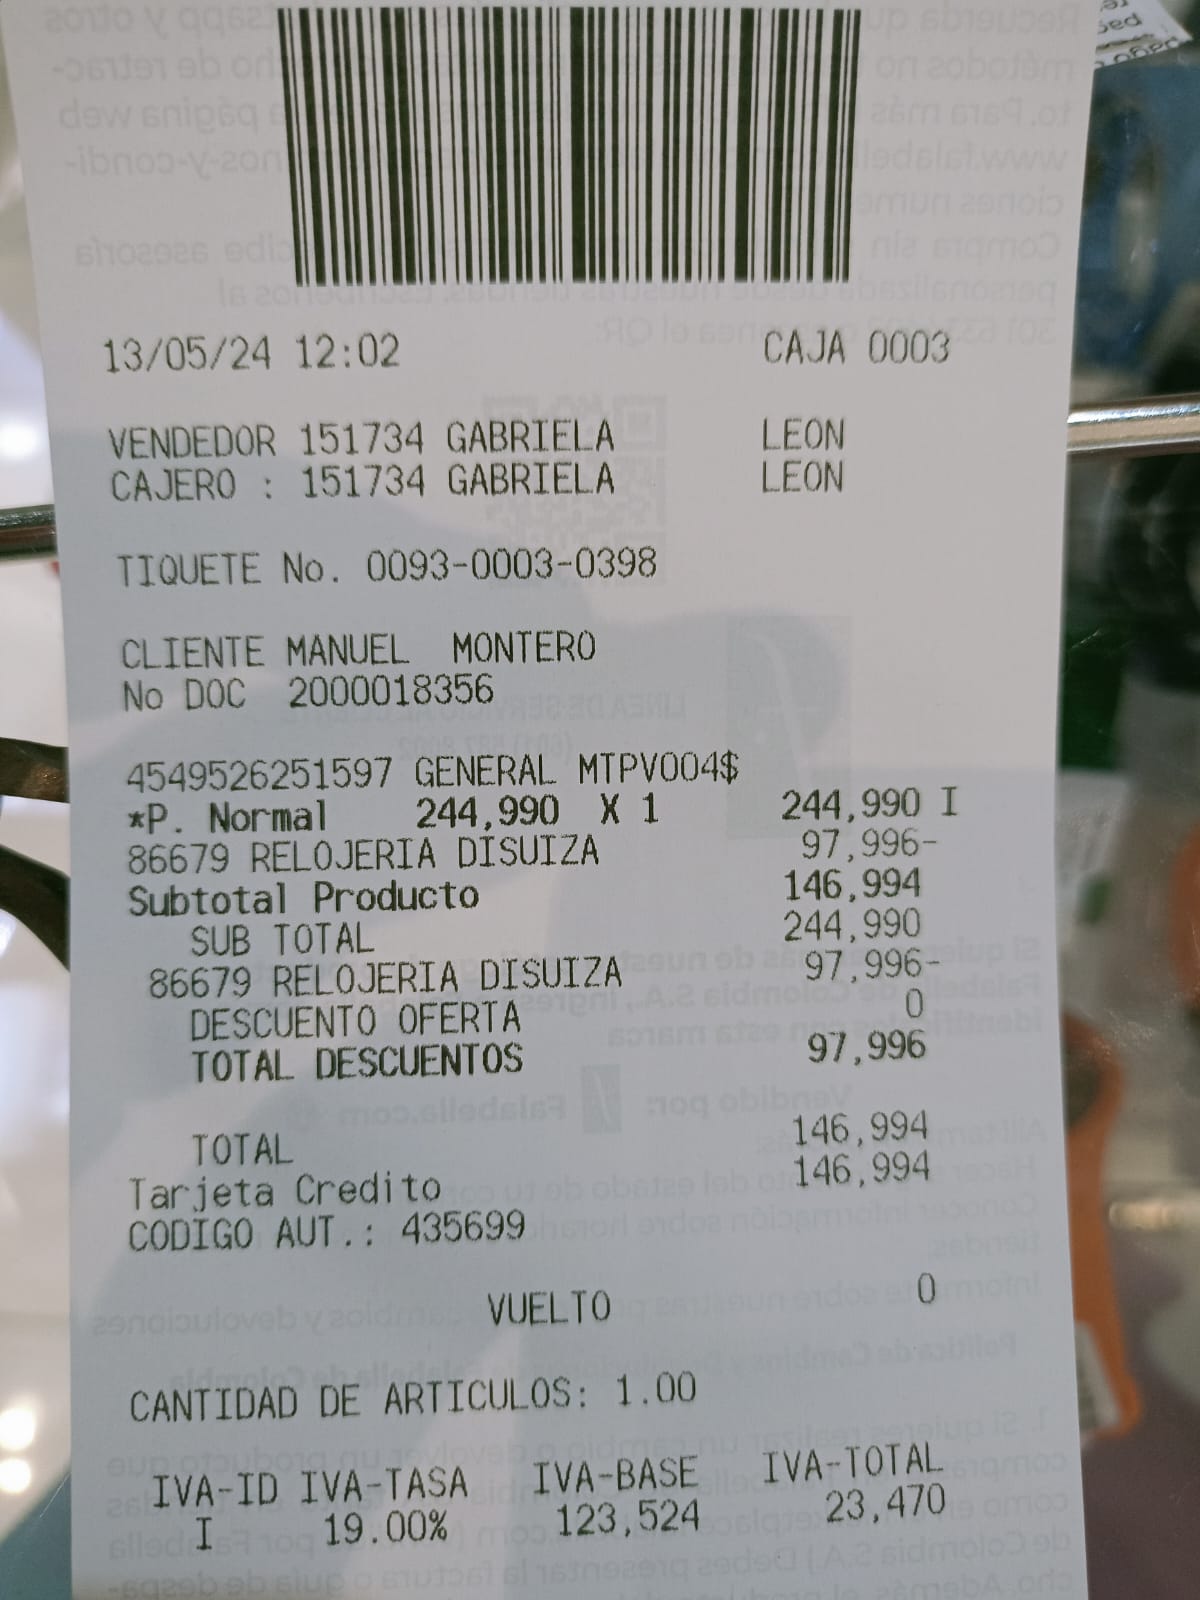 13/05/24 12:02 CAJA 0003
VENDEDOR 151734 GABRIELA LEON
CAJERO : 151734 GABRIELA LEON
TIQUETE No. 0093-0003-0398
CLIENTE MANUEL MONTERO
No DOC 2000018356
4549526251597 GENERAL MTPV004$
*P. Normal 244,990 X 1 244,990 I
86679 RELOJERIA DISUIZA 97,996-
Subtotal Producto 146,994
SUB TOTAL 244,990
86679 RELOJERIA DISUIZA 97,996-
DESCUENTO OFERTA 0
TOTAL DESCUENTOS 97,996
TOTAL 146,994
Tarjeta Credito 146,994
CODIGO AUT.: 435699
VUELTO 0
CANTIDAD DE ARTICULOS: 1.00
IVA-ID IVA-TASA IVA-BASE IVA-TOTAL
I 19.00% 123,524 23,470